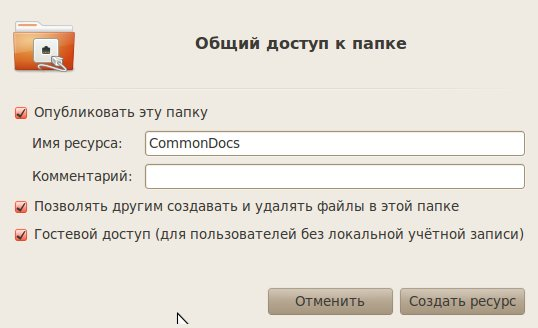 Общий доступ к папке
Опубликовать эту папку
Имя ресурса: CommonDocs
Комментарий:
Позволять другим создавать и удалять файлы в этой папке
Гостевой доступ (для пользователей без локальной учётной записи)
Отменить Создать ресурс